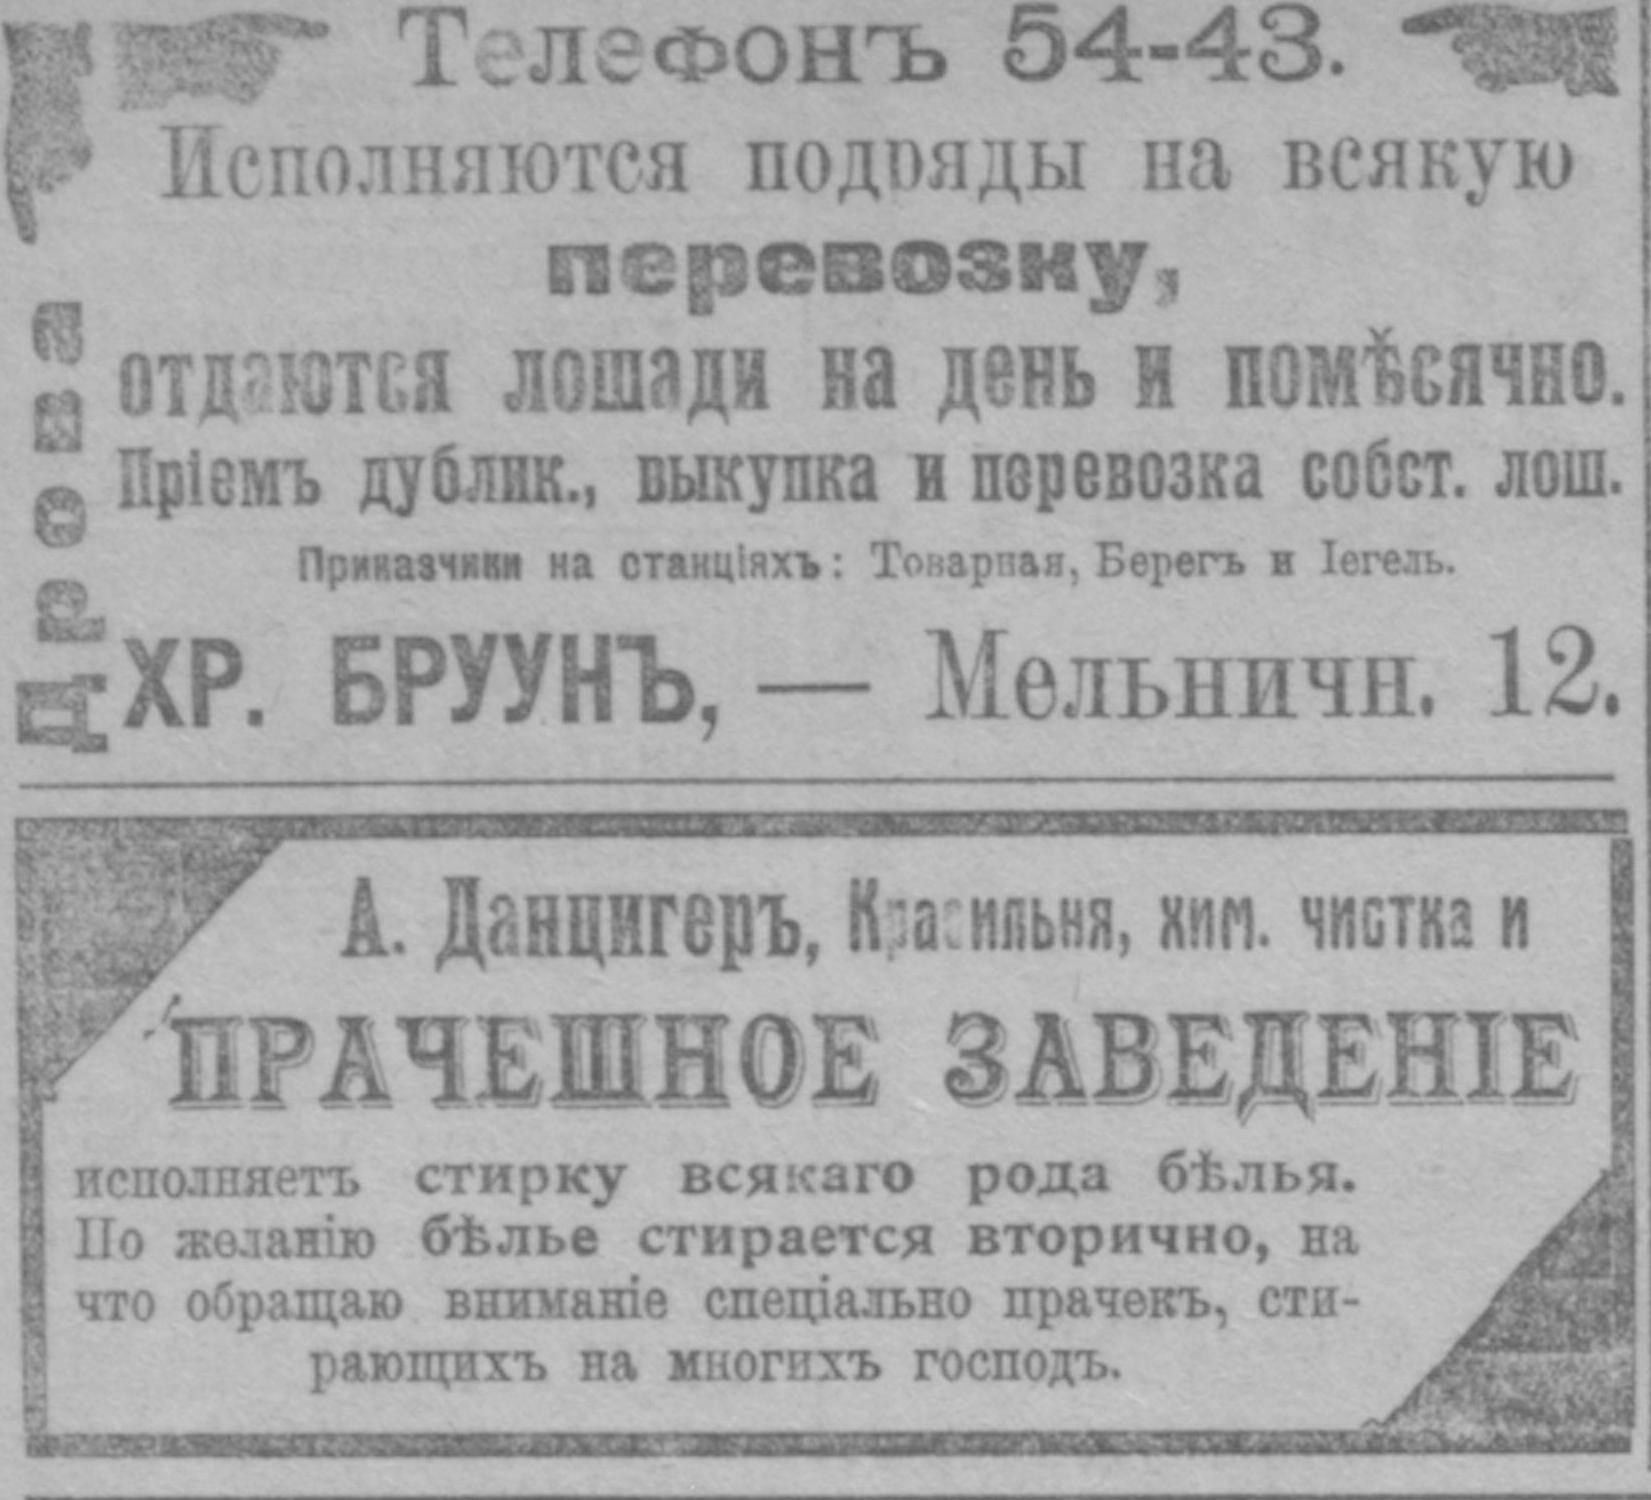 Телефонъ 54-43.
Исполняются подряды на всякую
перевозку,
отдаются лошади на день и помѣсячно.
Пріемъ дублик., выкупка и перевозка собст. лош.
Приказчики на станціяхъ: Товарная, Берегъ и Іегель.
ХР. БРУУНЪ, — Мельничн. 12.
Дрова
А. Данцигеръ, Красильня, хим. чистка и
ПРАЧЕШНОЕ ЗАВЕДЕНІЕ
исполняетъ стирку всякаго рода бѣлья.
По желанію бѣлье стирается вторично, на
что обращаю вниманіе спеціально прачекъ, сти-
рающихъ на многихъ господъ.